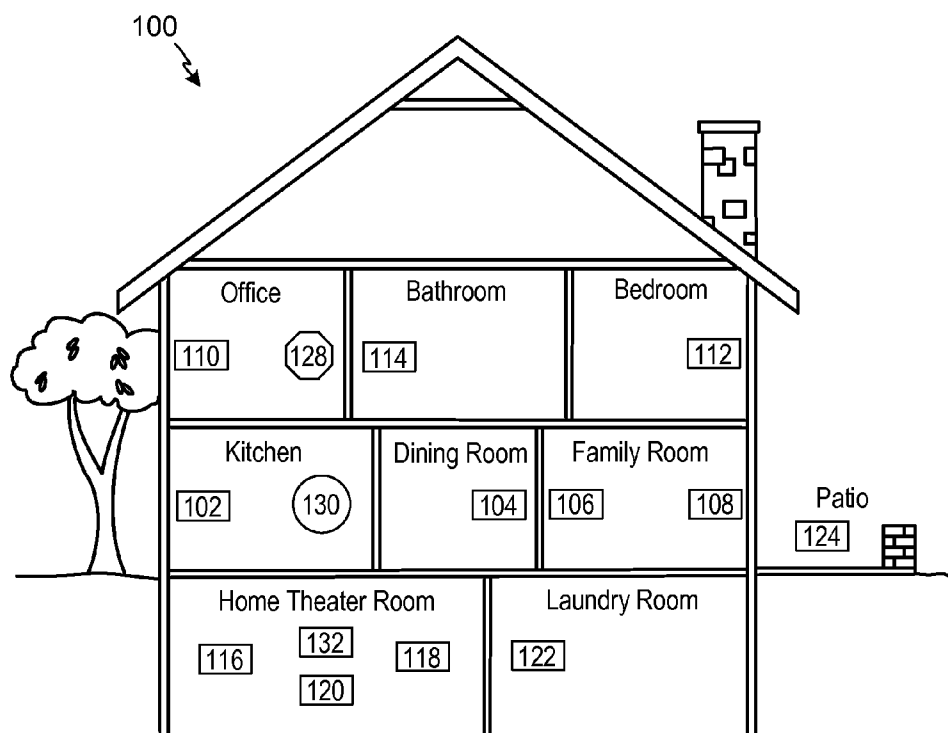 100
Office Bathroom Bedroom
110 128 114 112
Kitchen Dining Room Family Room
102 130 104 106 108
Patio
124
Home Theater Room Laundry Room
132
116 118 122
120